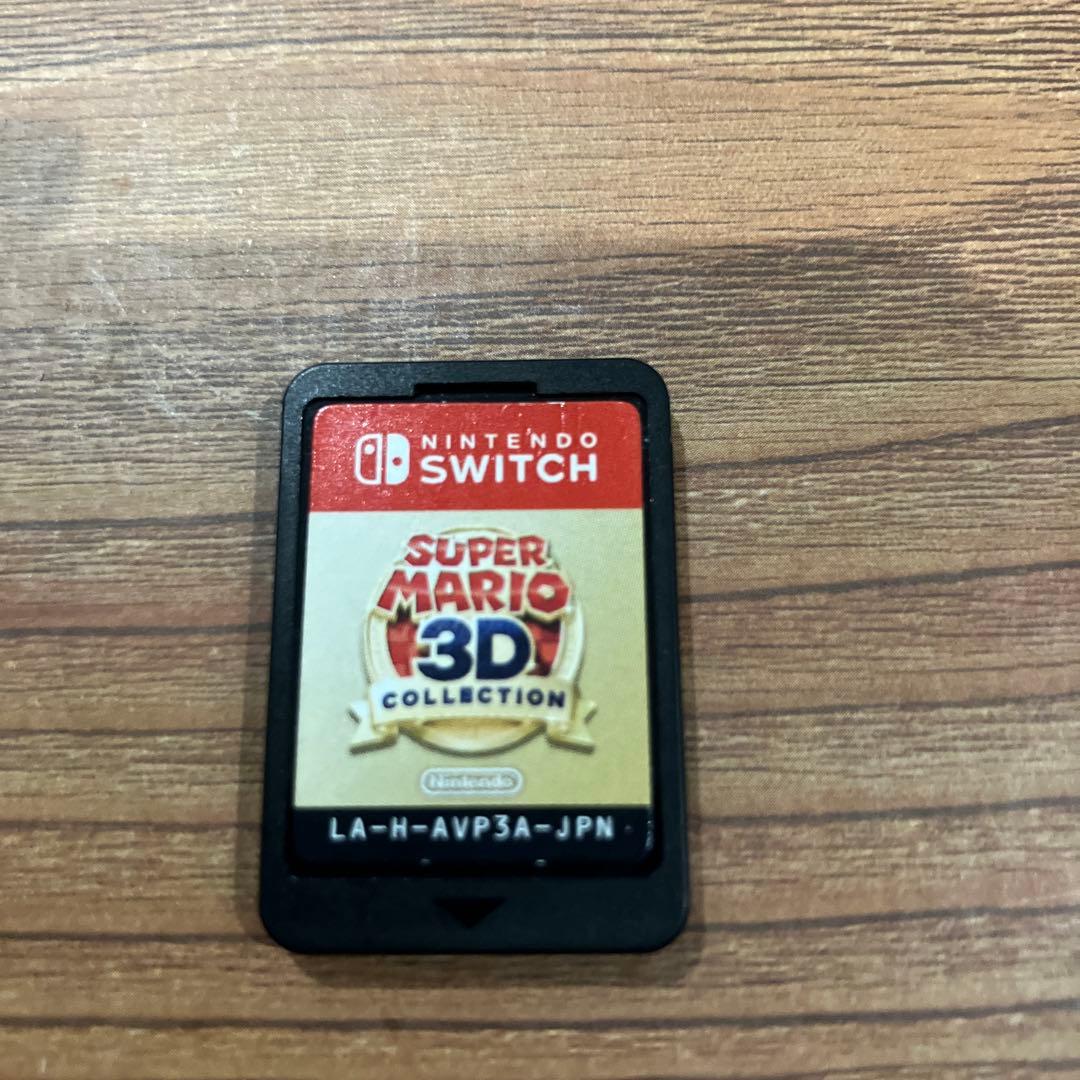 NINTENDO
SWITCH
SUPER
MARIO
3D
COLLECTION
Nintendo
LA-H-AVP3A-JPN